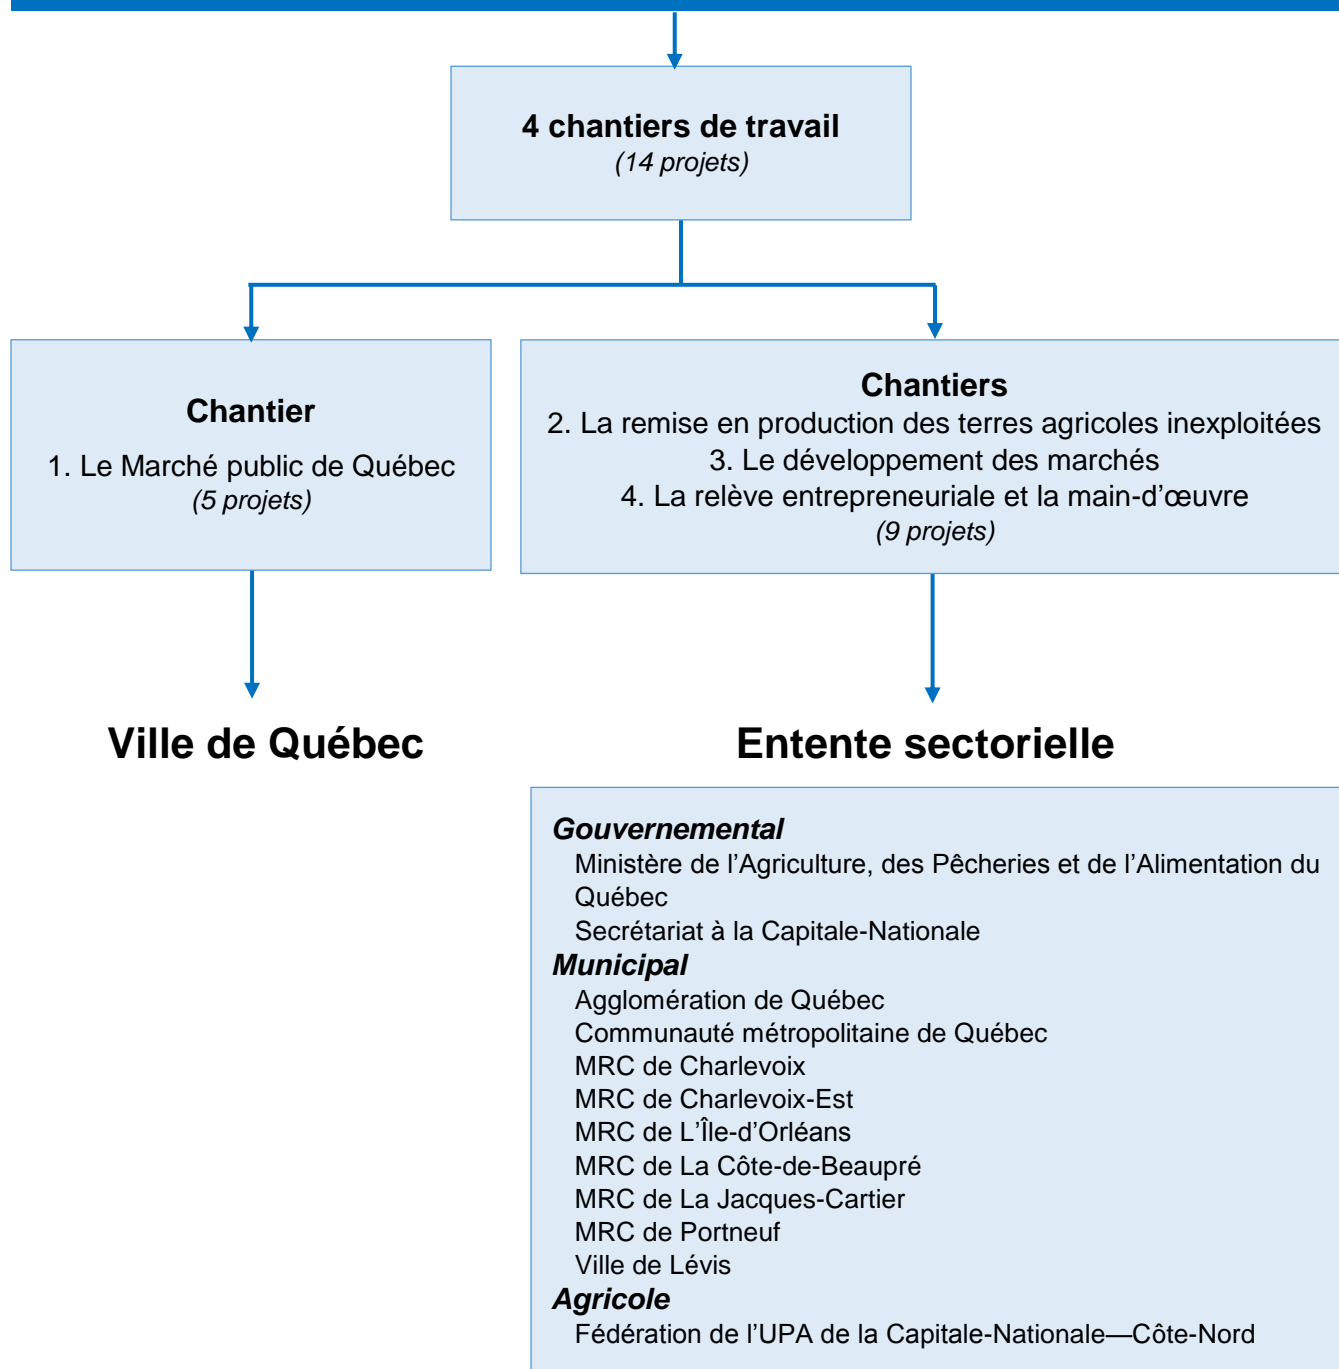 4 chantiers de travail
(14 projets)
Chantier
1. Le Marché public de Québec
(5 projets)
Chantiers
2. La remise en production des terres agricoles inexploitées
3. Le développement des marchés
4. La relève entrepreneuriale et la main-d’œuvre
(9 projets)
Ville de Québec
Entente sectorielle
Gouvernemental
Ministère de l’Agriculture, des Pêcheries et de l’Alimentation du
Québec
Secrétariat à la Capitale-Nationale
Municipal
Agglomération de Québec
Communauté métropolitaine de Québec
MRC de Charlevoix
MRC de Charlevoix-Est
MRC de L’Île-d’Orléans
MRC de La Côte-de-Beaupré
MRC de La Jacques-Cartier
MRC de Portneuf
Ville de Lévis
Agricole
Fédération de l’UPA de la Capitale-Nationale—Côte-Nord